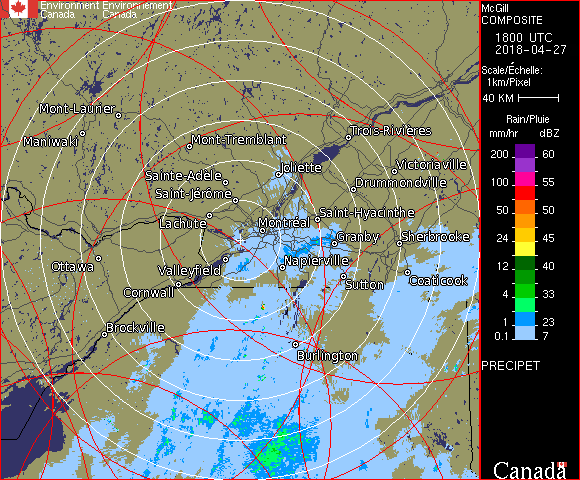 Environment Environnement
Canada Canada
McGill
COMPOSITE
1800 UTC
2018-04-27
Scale/Échelle:
1km/Pixel
40 KM
Rain/Pluie
mm/hr dBZ
200 60
100 55
50 50
24 45
12 40
4 33
1 23
0.1 7
PRECIPET
Canada
Mont-Laurier
Maniwaki
Mont-Tremblant
Trois-Rivières
Sainte-Adèle
Joliette
Victoriaville
Saint-Jérôme
Drummondville
Lachute
Montréal
Saint-Hyacinthe
Granby
Sherbrooke
Ottawa
Valleyfield
Napierville
Cornwall
Sutton
Coaticook
Brockville
Burlington